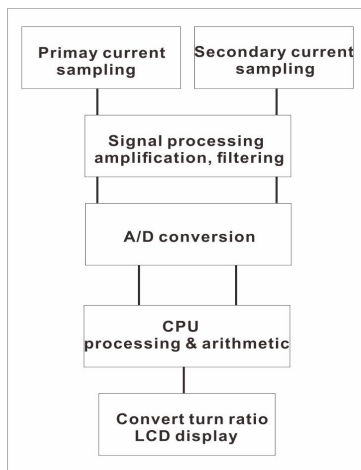 Primay current
sampling
Secondary current
sampling
Signal processing
amplification, filtering
A/D conversion
CPU
processing & arithmetic
Convert turn ratio
LCD display